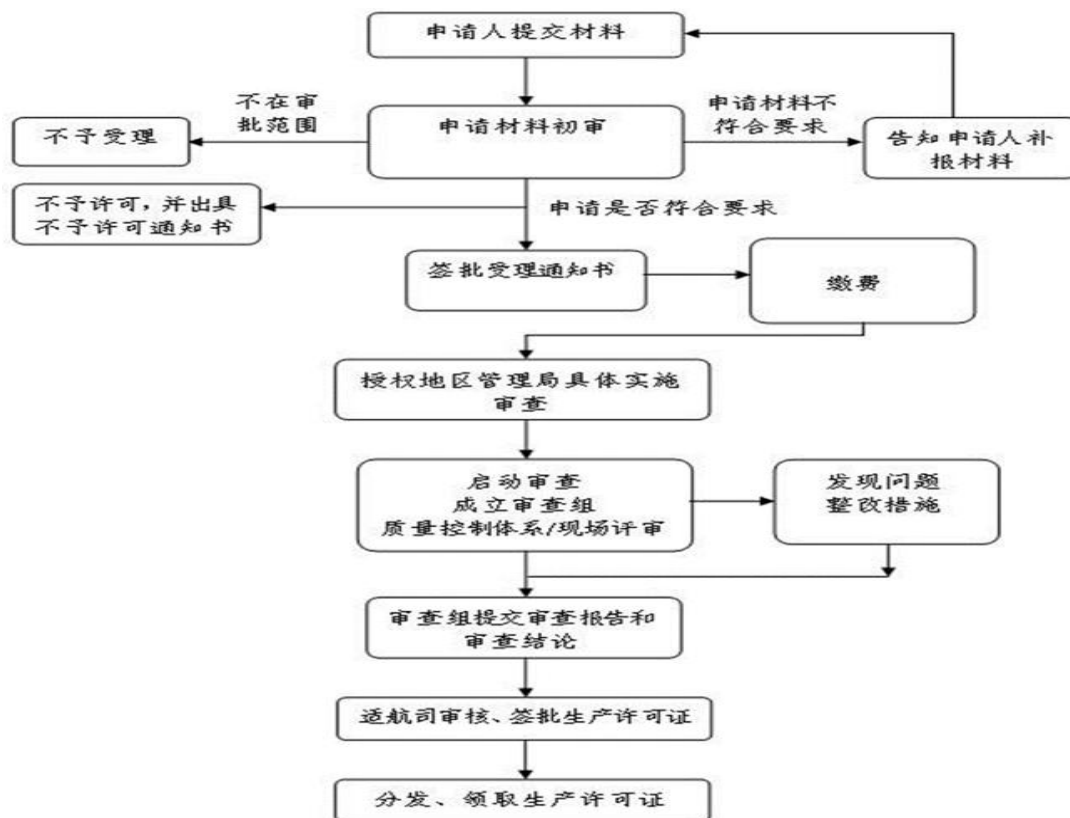 申请人提交材料
不在审
批范围
申请材料不
符合要求
不予受理
申请材料初审
告知申请人补
报材料
不予许可，并出具
不予许可通知书
申请是否符合要求
签批受理通知书
缴费
授权地区管理局具体实施
审查
启动审查
成立审查组
质量控制体系/现场评审
发现问题
整改措施
审查组提交审查报告和
审查结论
适航司审核、签批生产许可证
分发、领取生产许可证